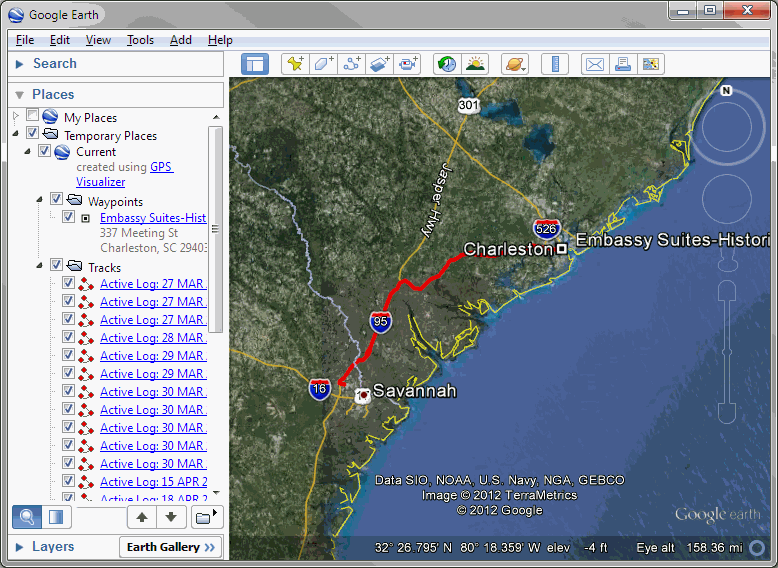 Google Earth
File Edit View Tools Add Help
Search
Places
My Places
Temporary Places
Current
created using GPS
Visualizer
Waypoints
Embassy Suites-Hist
337 Meeting St
Charleston, SC 29403
Tracks
Active Log: 27 MAR
Active Log: 27 MAR
Active Log: 27 MAR
Active Log: 28 MAR
Active Log: 29 MAR
Active Log: 29 MAR
Active Log: 30 MAR
Active Log: 30 MAR
Active Log: 30 MAR
Active Log: 30 MAR
Active Log: 30 MAR
Active Log: 15 APR 2
Active Log: 18 APR 2
Layers
Earth Gallery >>
N
301
Jasper Hwy
526
Charleston
Embassy Suites-Histori
95
16
Savannah
Data SIO, NOAA, U.S. Navy, NGA, GEBCO
Image © 2012 TerraMetrics
© 2012 Google
Google earth
32° 26.795' N 80° 18.359' W elev -4 ft Eye alt 158.36 mi